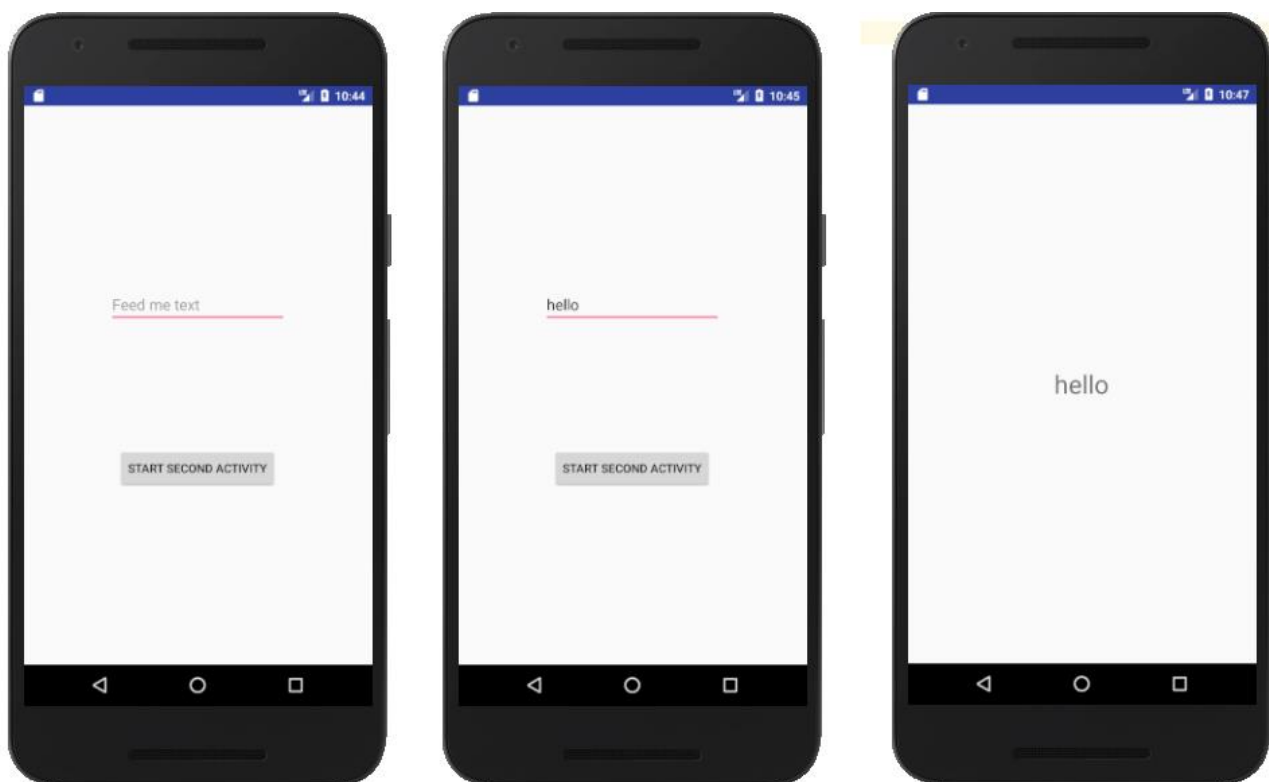 10:44
Feed me text
START SECOND ACTIVITY
10:45
hello
START SECOND ACTIVITY
10:47
hello